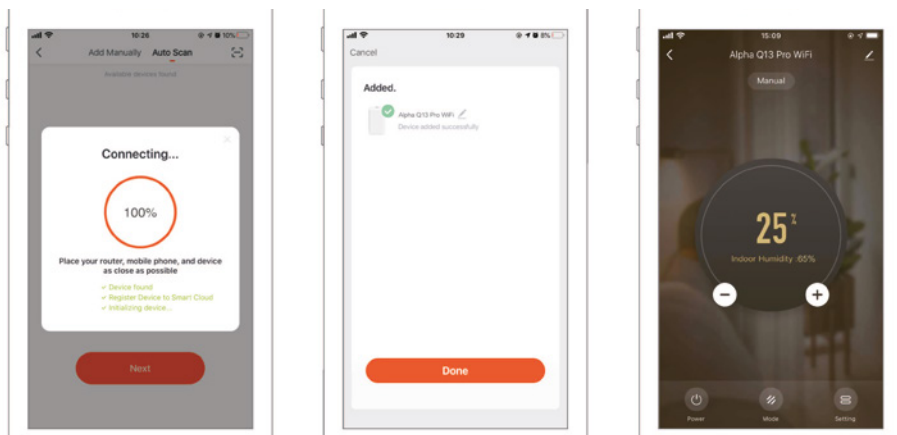 10:26
10%
Add Manually Auto Scan
Available devices found
Connecting...
100%
Place your router, mobile phone, and device
as close as possible
✓ Device found
✓ Register Device to Smart Cloud
✓ Initializing device...
Next
10:29
8%
Cancel
Added.
Alpha Q13 Pro WiFi
Device added successfully
Done
15:09
Alpha Q13 Pro WiFi
Manual
25%
Indoor Humidity :65%
Power Mode Setting